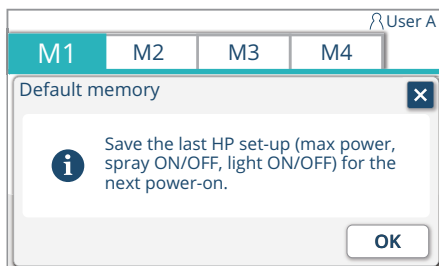 User A
M1 M2 M3 M4
Default memory
Save the last HP set-up (max power,
spray ON/OFF, light ON/OFF) for the
next power-on.
OK